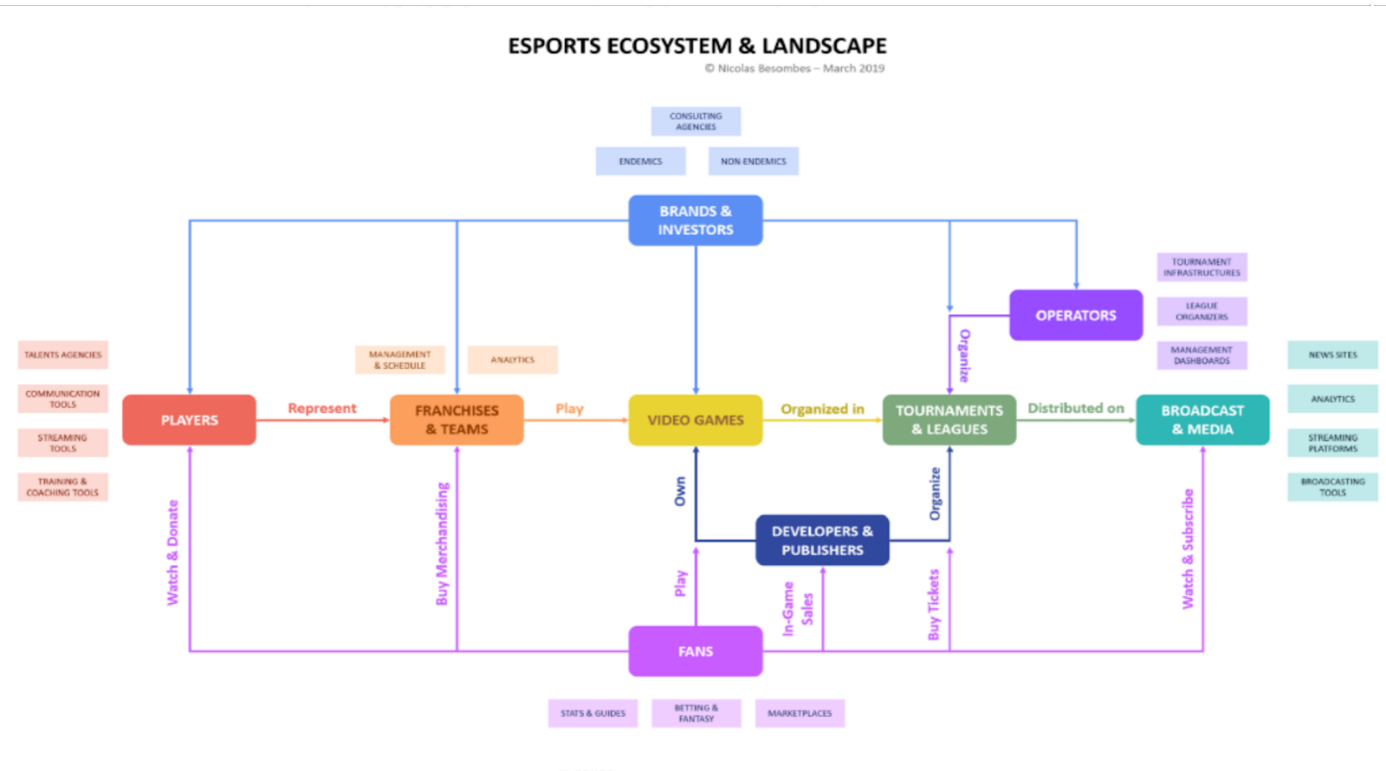 ESPORTS ECOSYSTEM & LANDSCAPE
© Nicolas Besombes – March 2019
CONSULTING
AGENCIES
ENDEMICS
NON-ENDEMICS
BRANDS &
INVESTORS
TOURNAMENT
INFRASTRUCTURES
OPERATORS
LEAGUE
ORGANIZERS
MANAGEMENT
DASHBOARDS
Organize
TALENTS AGENCIES
COMMUNICATION
TOOLS
STREAMING
TOOLS
TRAINING &
COACHING TOOLS
MANAGEMENT
& SCHEDULE
ANALYTICS
NEWS SITES
ANALYTICS
STREAMING
PLATFORMS
BROADCASTING
TOOLS
PLAYERS
Represent
FRANCHISES
& TEAMS
Play
VIDEO GAMES
Organized in
TOURNAMENTS
& LEAGUES
Distributed on
BROADCAST
& MEDIA
Own
Organize
DEVELOPERS &
PUBLISHERS
Watch & Donate
Buy Merchandising
Play
In-Game
Sales
Buy Tickets
Watch & Subscribe
FANS
STATS & GUIDES
BETTING &
FANTASY
MARKETPLACES